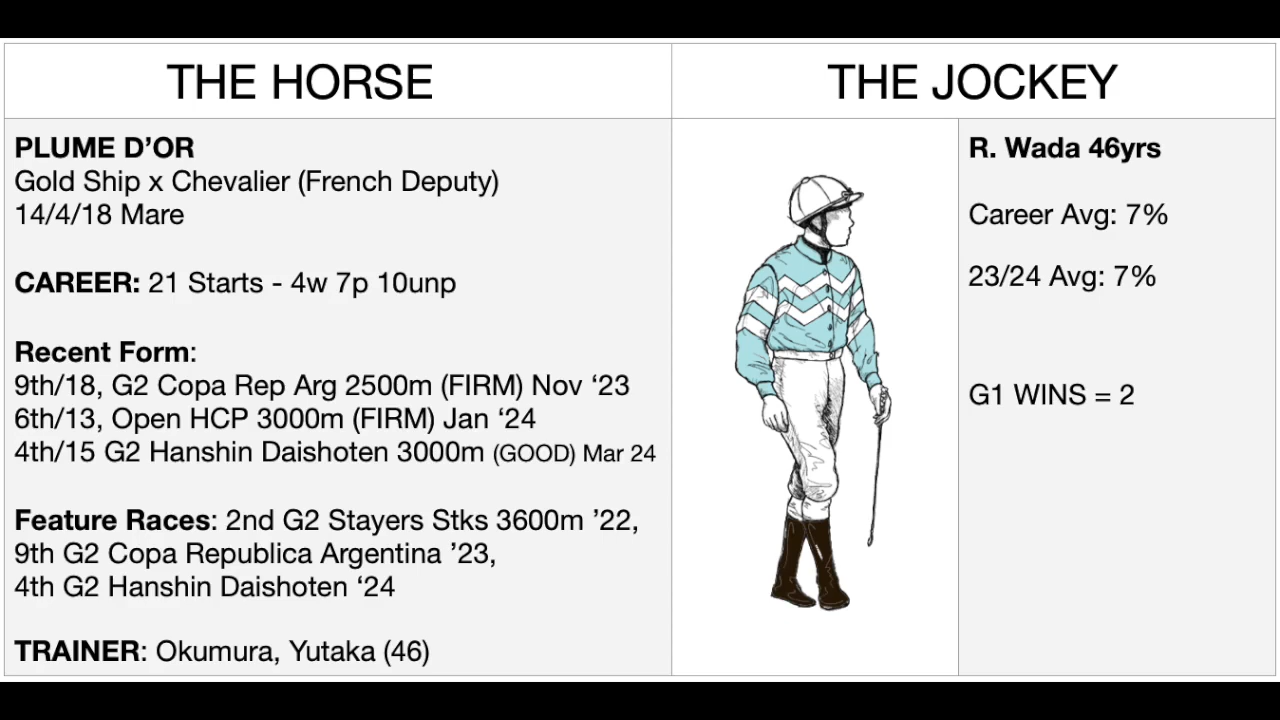 THE HORSE
THE JOCKEY
PLUME D’OR
Gold Ship x Chevalier (French Deputy)
14/4/18 Mare
CAREER: 21 Starts - 4w 7p 10unp
Recent Form:
9th/18, G2 Copa Rep Arg 2500m (FIRM) Nov ‘23
6th/13, Open HCP 3000m (FIRM) Jan ‘24
4th/15 G2 Hanshin Daishoten 3000m (GOOD) Mar 24
Feature Races: 2nd G2 Stayers Stks 3600m ’22,
9th G2 Copa Republica Argentina ’23,
4th G2 Hanshin Daishoten ‘24
TRAINER: Okumura, Yutaka (46)
R. Wada 46yrs
Career Avg: 7%
23/24 Avg: 7%
G1 WINS = 2